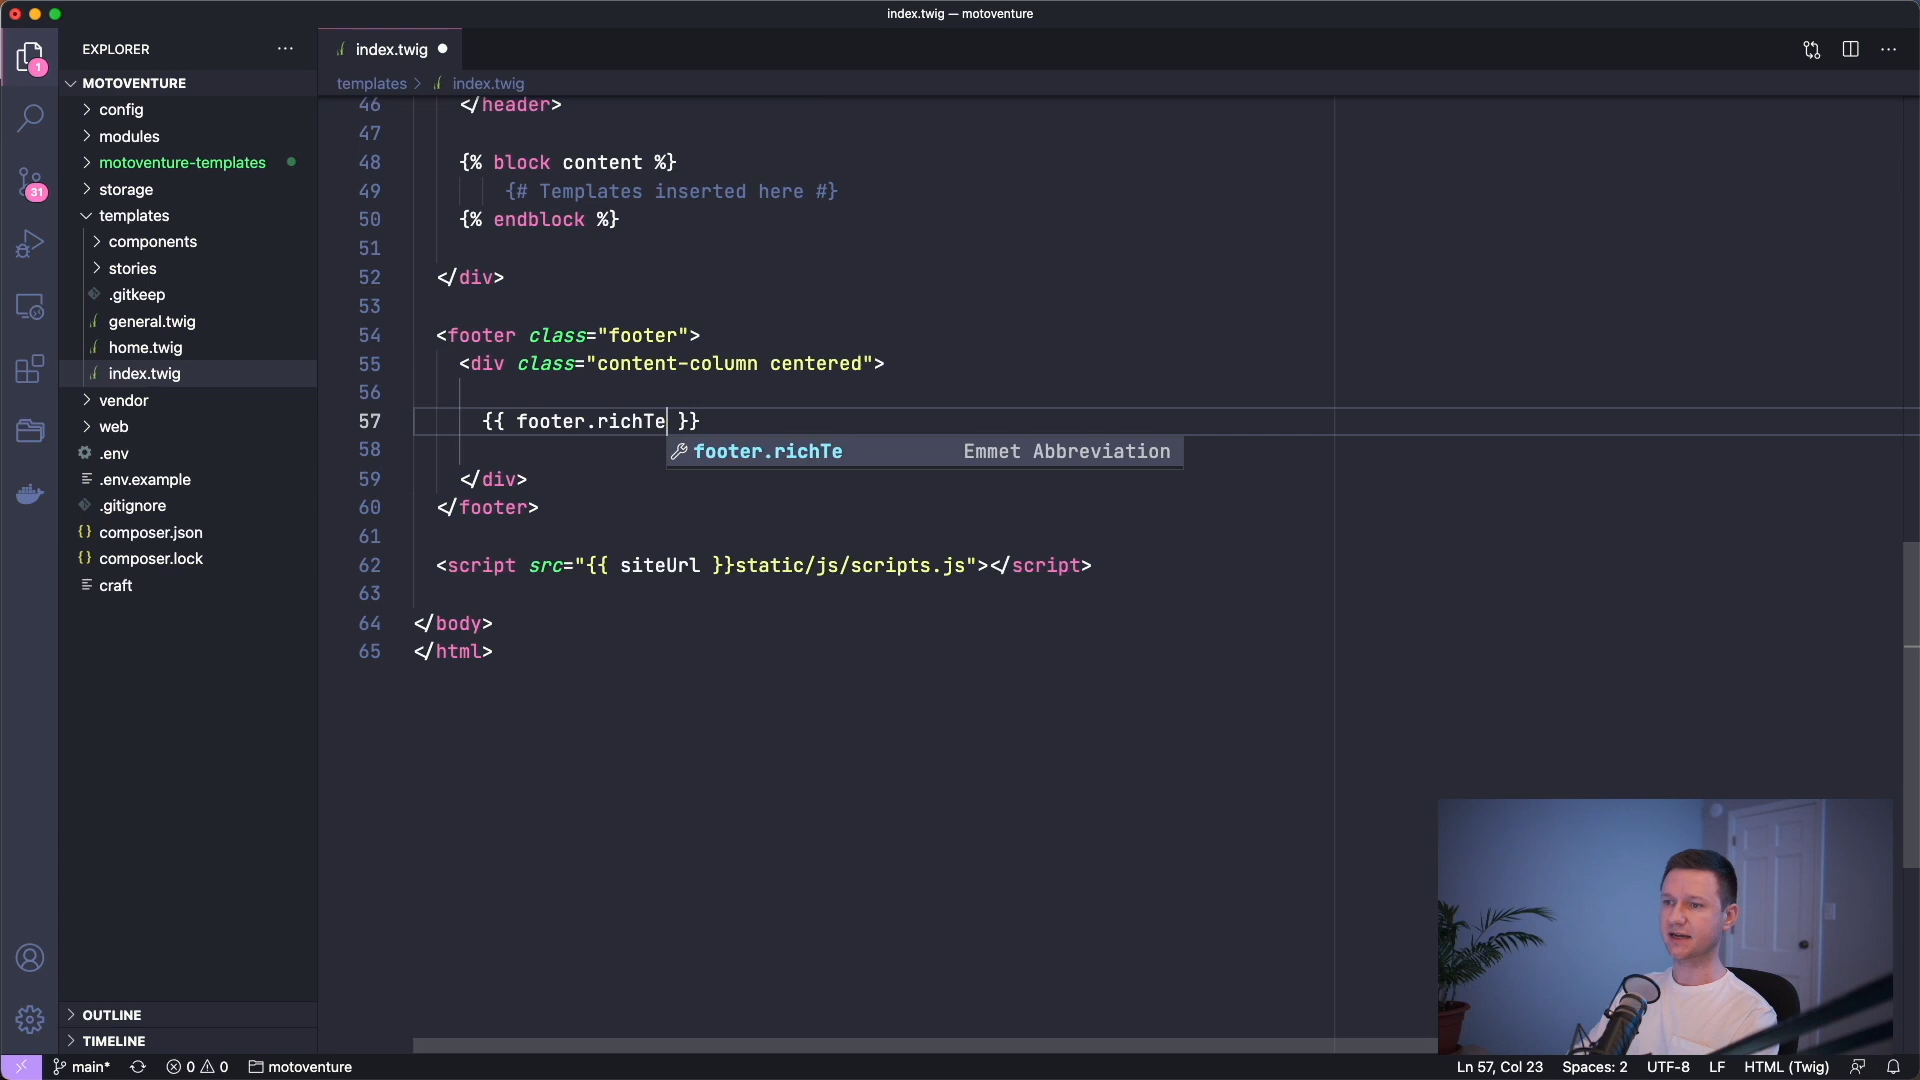 index.twig — motoventure
EXPLORER
index.twig
MOTOVENTURE
templates > index.twig
config
modules
motoventure-templates
storage
templates
components
stories
.gitkeep
general.twig
home.twig
index.twig
vendor
web
.env
.env.example
.gitignore
composer.json
composer.lock
craft
OUTLINE
TIMELINE
1
31
46 </header>
47
48 {% block content %}
49 {# Templates inserted here #}
50 {% endblock %}
51
52 </div>
53
54 <footer class="footer">
55 <div class="content-column centered">
56
57 {{ footer.richTe }}
footer.richTe Emmet Abbreviation
58
59 </div>
60 </footer>
61
62 <script src="{{ siteUrl }}static/js/scripts.js"></script>
63
64 </body>
65 </html>
main* 0 0 motoventure Ln 57, Col 23 Spaces: 2 UTF-8 LF HTML (Twig)